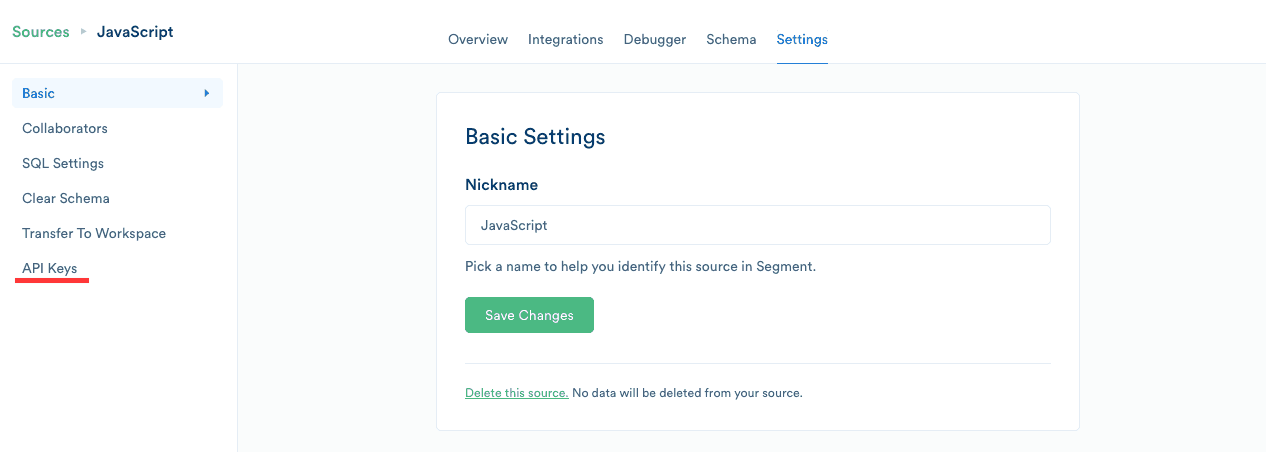 Sources ▸ JavaScript
Overview Integrations Debugger Schema Settings
Basic
Collaborators
SQL Settings
Clear Schema
Transfer To Workspace
API Keys
Basic Settings
Nickname
JavaScript
Pick a name to help you identify this source in Segment.
Save Changes
Delete this source. No data will be deleted from your source.